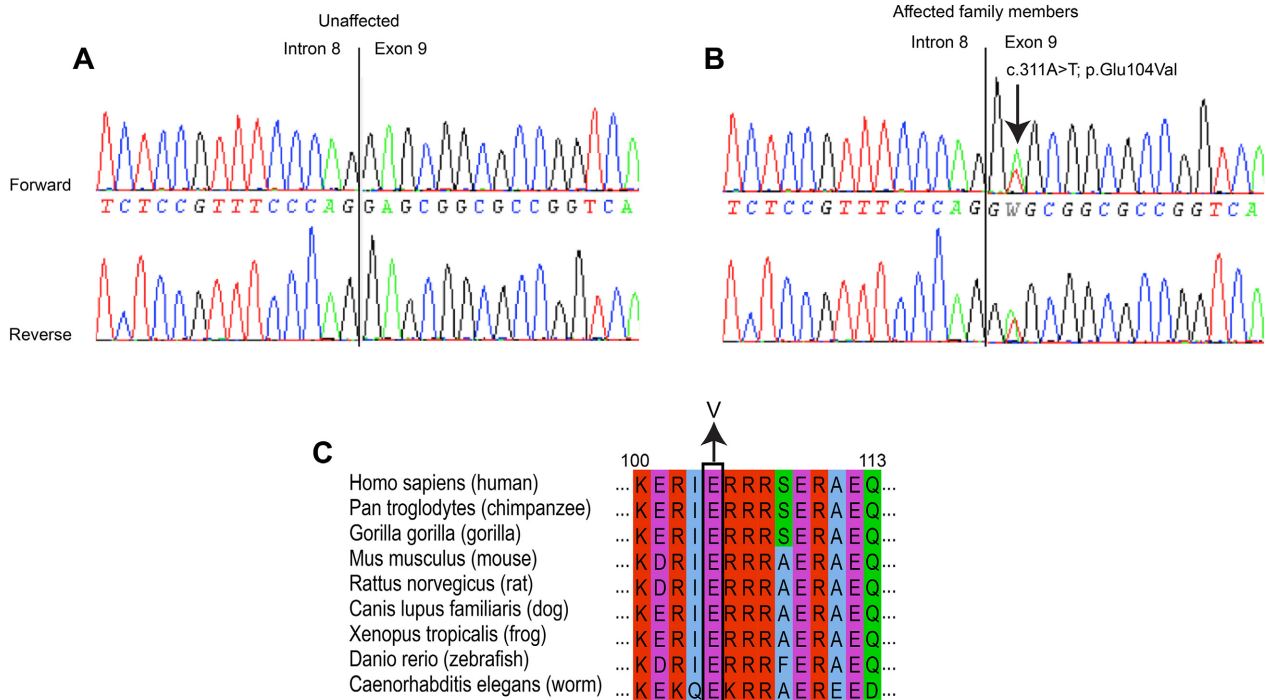 Unaffected
Affected family members
A
Intron 8 Exon 9
B
Intron 8 Exon 9
c.311A>T; p.Glu104Val
Forward
TCTCCGTTTCCCAGGAGCGGCGCCGGTCA
TCTCCGTTTCCCAGGWGCGGCGCCGGTCA
Reverse
V
C
100 113
Homo sapiens (human) ...KERIERRRSERAEQ...
Pan troglodytes (chimpanzee) ...KERIERRRSERAEQ...
Gorilla gorilla (gorilla) ...KERIERRRSERAEQ...
Mus musculus (mouse) ...KDRIERRRAERAEQ...
Rattus norvegicus (rat) ...KDRIERRRAERAEQ...
Canis lupus familiaris (dog) ...KERIERRRAERAEQ...
Xenopus tropicalis (frog) ...KERIERRRAERAEQ...
Danio rerio (zebrafish) ...KDRIERRRFERAEQ...
Caenorhabditis elegans (worm) ...KEKQEKRRAEREED...